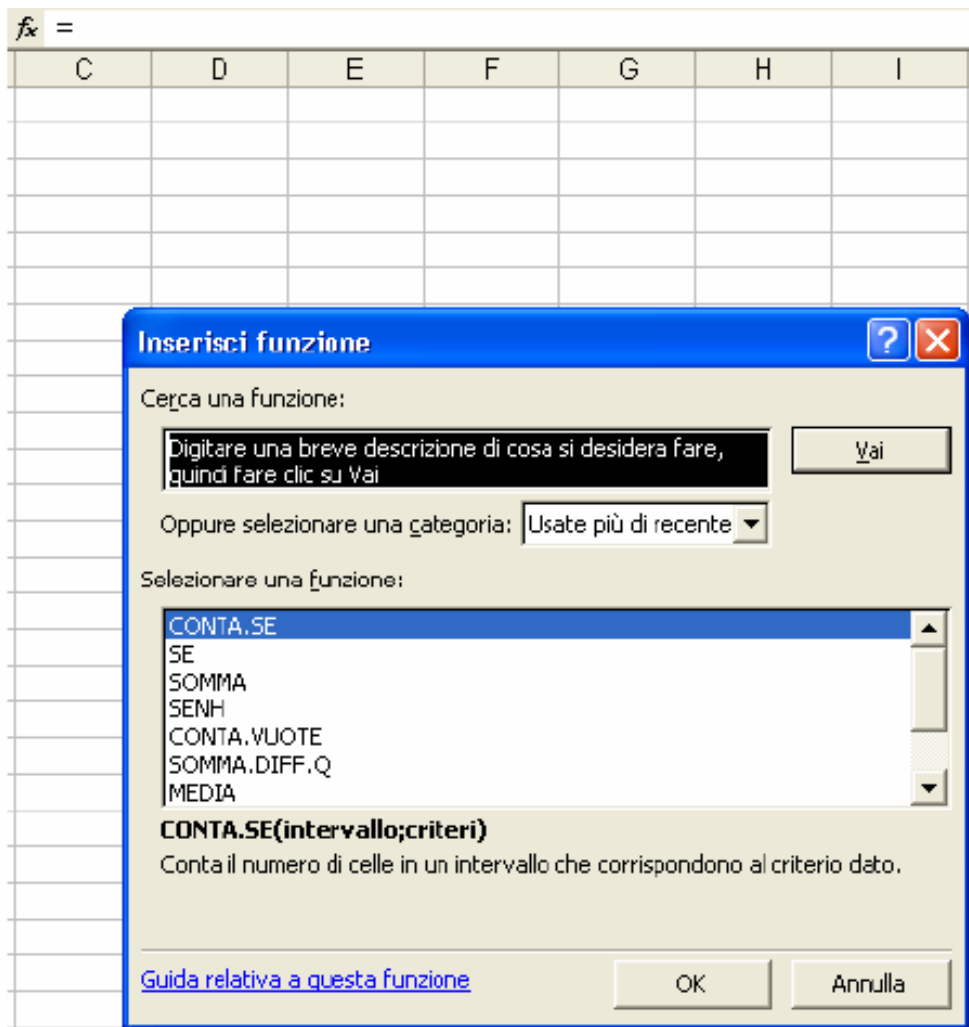 fx =
C D E F G H I
Inserisci funzione
Cerca una funzione:
Digitare una breve descrizione di cosa si desidera fare,
quindi fare clic su Vai
Vai
Oppure selezionare una categoria: Usate più di recente
Selezionare una funzione:
CONTA.SE
SE
SOMMA
SENH
CONTA.VUOTE
SOMMA.DIFF.Q
MEDIA
CONTA.SE(intervallo;criteri)
Conta il numero di celle in un intervallo che corrispondono al criterio dato.
Guida relativa a questa funzione
OK Annulla